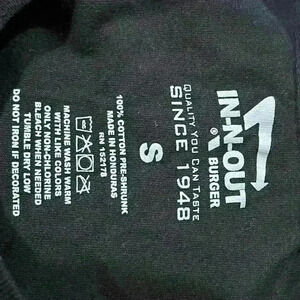 IN-N-OUT
BURGER
®
QUALITY YOU CAN TASTE
SINCE 1948
S
100% COTTON PRE-SHRUNK
MADE IN HONDURAS
RN 152178
MACHINE WASH WARM
WITH LIKE COLORS
ONLY NON-CHLORINE
BLEACH WHEN NEEDED
TUMBLE DRY LOW
DO NOT IRON IF DECORATED